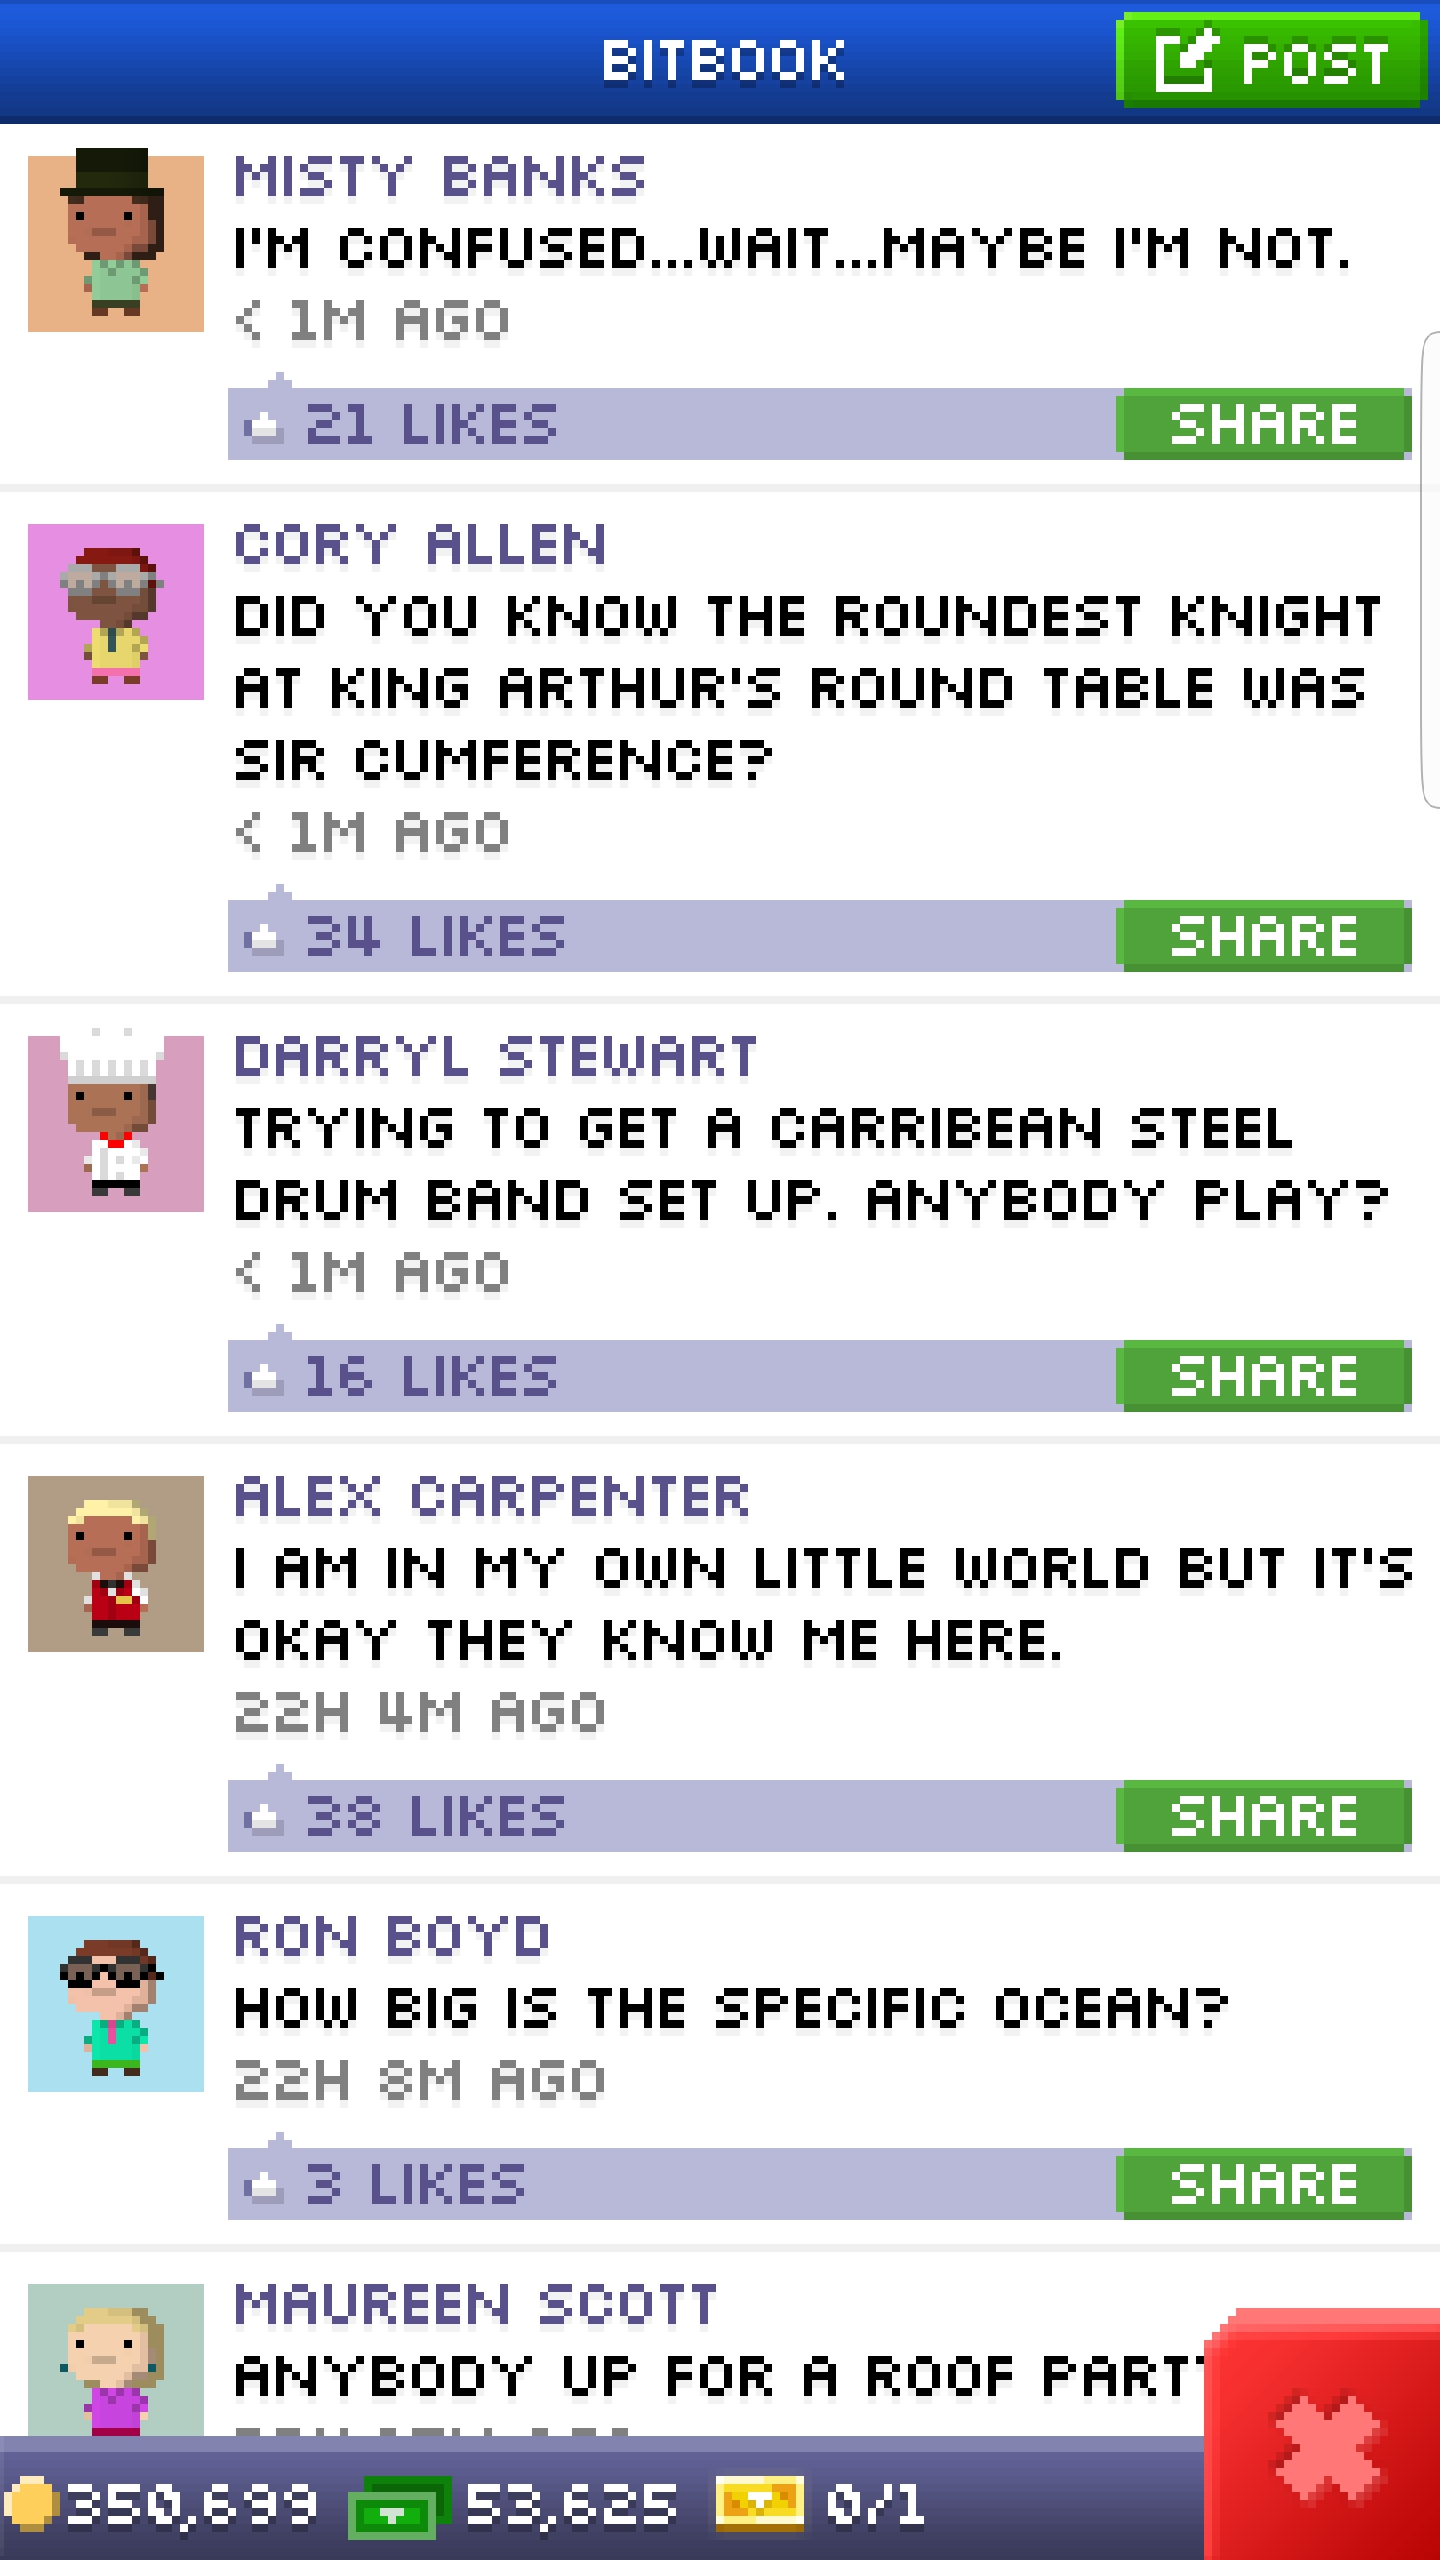 BITBOOK
POST
MISTY BANKS
I'M CONFUSED...WAIT...MAYBE I'M NOT.
< 1M AGO
21 LIKES
SHARE
CORY ALLEN
DID YOU KNOW THE ROUNDEST KNIGHT
AT KING ARTHUR'S ROUND TABLE WAS
SIR CUMFERENCE?
< 1M AGO
34 LIKES
SHARE
DARRYL STEWART
TRYING TO GET A CARRIBEAN STEEL
DRUM BAND SET UP. ANYBODY PLAY?
< 1M AGO
16 LIKES
SHARE
ALEX CARPENTER
I AM IN MY OWN LITTLE WORLD BUT IT'S
OKAY THEY KNOW ME HERE.
22H 4M AGO
38 LIKES
SHARE
RON BOYD
HOW BIG IS THE SPECIFIC OCEAN?
22H 8M AGO
3 LIKES
SHARE
MAUREEN SCOTT
ANYBODY UP FOR A ROOF
350,699 53,625 0/1